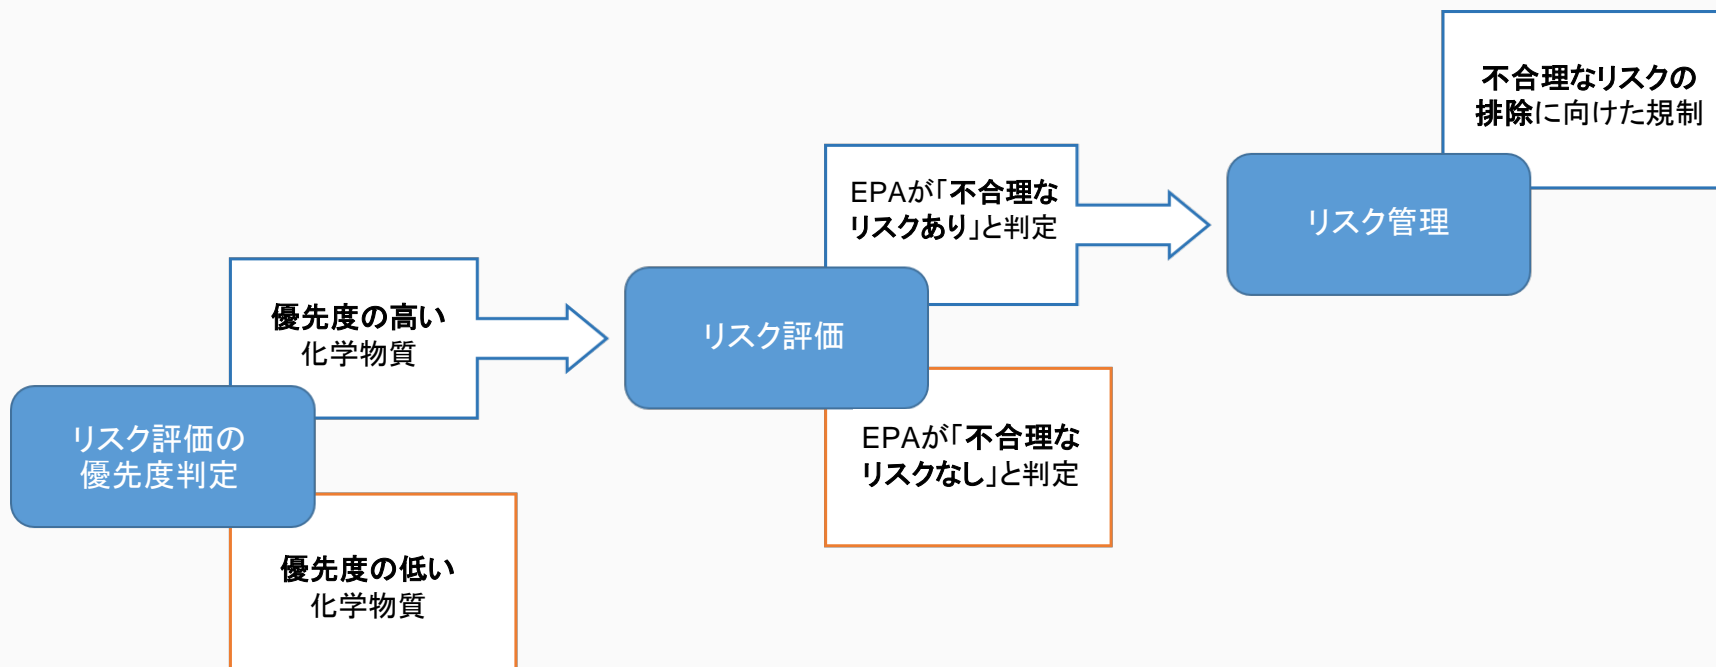 不合理なリスクの
排除に向けた規制
リスク管理
EPAが「不合理な
リスクあり」と判定
リスク評価
EPAが「不合理な
リスクなし」と判定
優先度の高い
化学物質
リスク評価の
優先度判定
優先度の低い
化学物質